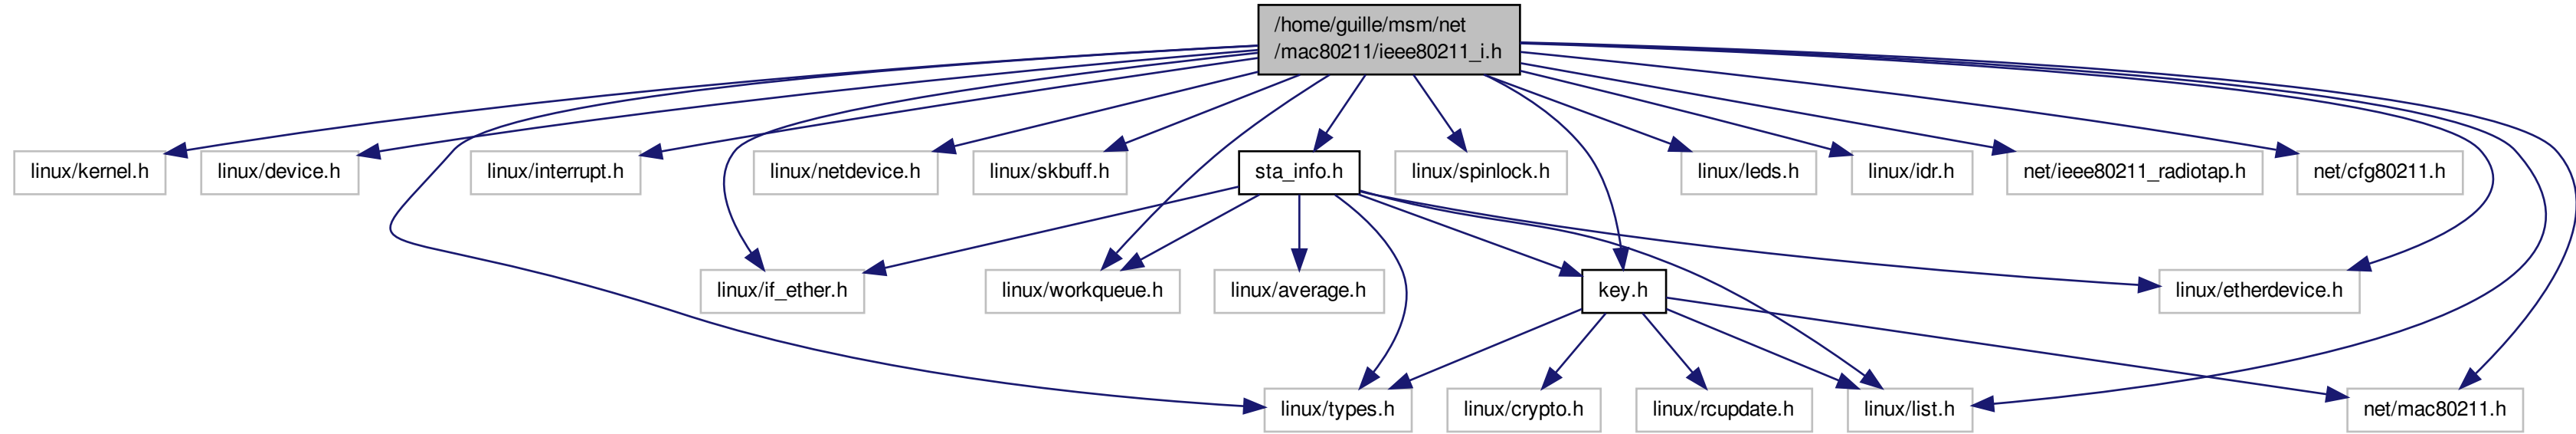 /home/guille/msm/net
/mac80211/ieee80211_i.h
linux/kernel.h
linux/device.h
linux/interrupt.h
linux/netdevice.h
linux/skbuff.h
sta_info.h
linux/spinlock.h
linux/leds.h
linux/idr.h
net/ieee80211_radiotap.h
net/cfg80211.h
linux/if_ether.h
linux/workqueue.h
linux/average.h
key.h
linux/etherdevice.h
linux/types.h
linux/crypto.h
linux/rcupdate.h
linux/list.h
net/mac80211.h